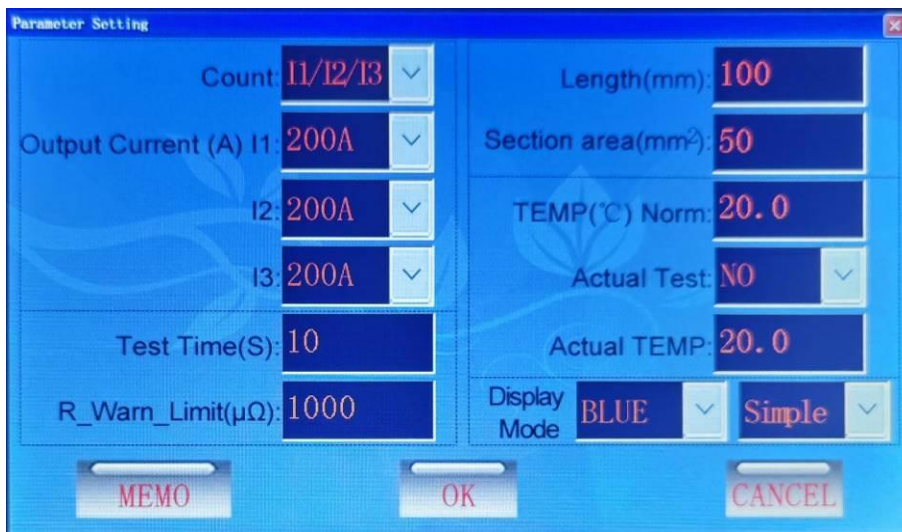 Parameter Setting
Count: I1/I2/I3
Output Current (A) I1: 200A
I2: 200A
I3: 200A
Test Time(S): 10
R_Warn_Limit(μΩ): 1000
Length(mm): 100
Section area(mm²): 50
TEMP(℃) Norm: 20.0
Actual Test: NO
Actual TEMP: 20.0
Display Mode BLUE Simple
MEMO OK CANCEL